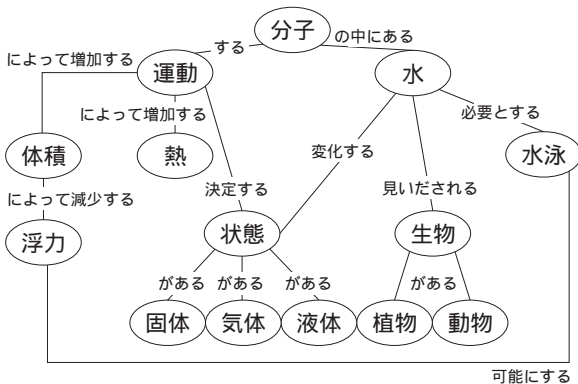 分子
する
の中にある
によって増加する
運動
水
によって増加する
必要とする
体積
熱
変化する
水泳
によって減少する
決定する
見いだされる
浮力
状態
生物
がある
がある
がある
がある
固体
気体
液体
植物
動物
可能にする